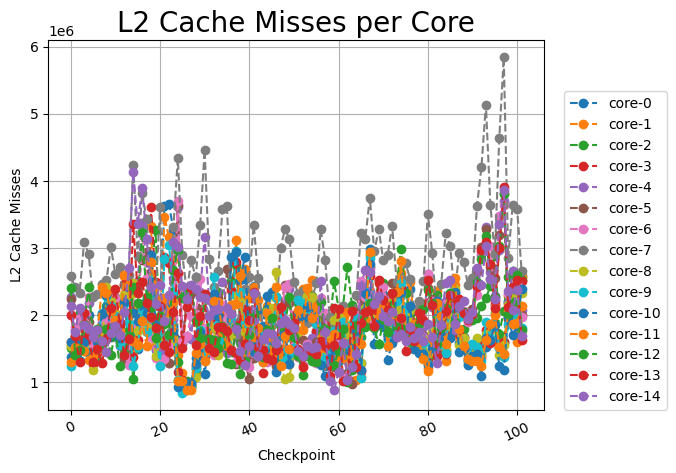 L2 Cache Misses per Core
1e6
6
5
4
3
2
1
L2 Cache Misses
0
20
40
60
80
100
Checkpoint
core-0
core-1
core-2
core-3
core-4
core-5
core-6
core-7
core-8
core-9
core-10
core-11
core-12
core-13
core-14